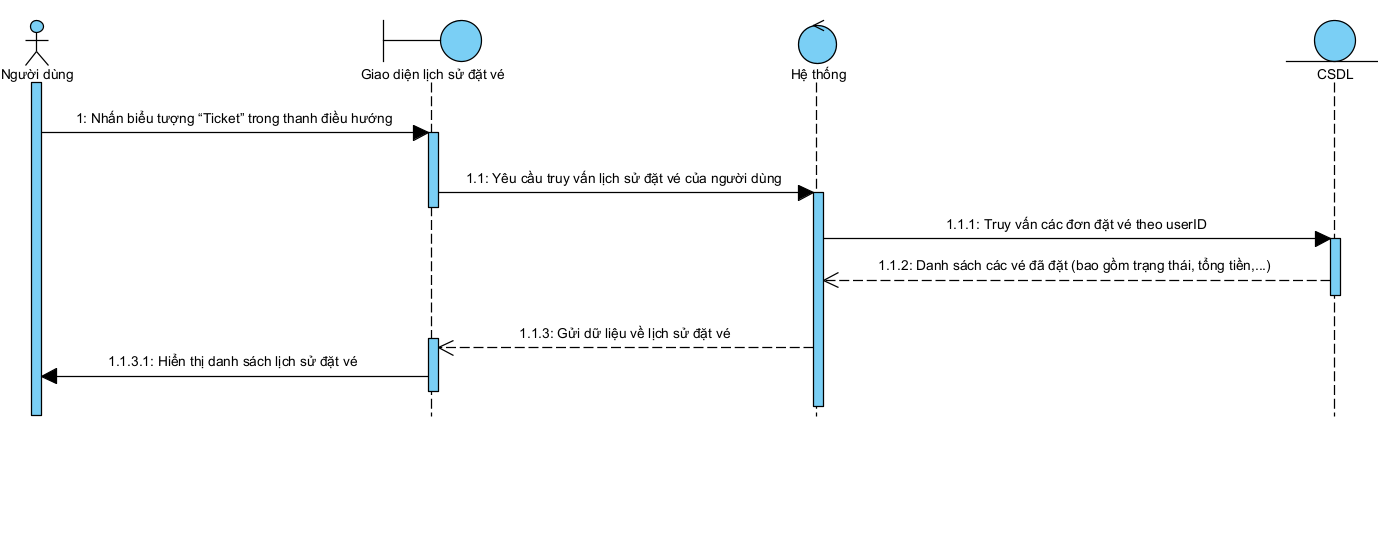 Người dùng
Giao diện lịch sử đặt vé
Hệ thống
CSDL
1: Nhấn biểu tượng “Ticket” trong thanh điều hướng
1.1: Yêu cầu truy vấn lịch sử đặt vé của người dùng
1.1.1: Truy vấn các đơn đặt vé theo userID
1.1.2: Danh sách các vé đã đặt (bao gồm trạng thái, tổng tiền,...)
1.1.3: Gửi dữ liệu về lịch sử đặt vé
1.1.3.1: Hiển thị danh sách lịch sử đặt vé